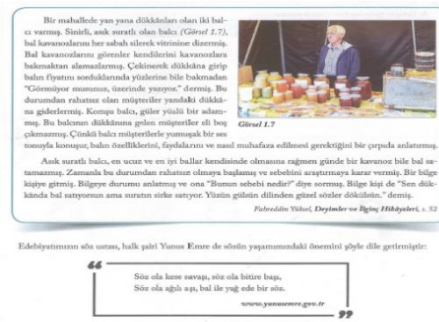 Bir mahallede yan yana dükkânları olan iki bal-
cı varmış. Sinirli, asık suratlı olan balcı (Görsel 1.7),
bal kavanozlarını her sabah silerek vitrinine dizermiş.
Bal kavanozlarını görenler kendilerini kavanozlara
bakmaktan alamazlarmış. Çekinerek dükkâna girip
balın fiyatını sorduklarında yüzlerine bile bakmadan
"Görmüyor musunuz, üzerinde yazıyor." dermiş. Bu
durumdan rahatsız olan müşteriler yandaki dükkâ-
na giderlermiş. Komşu balcı, güler yüzlü bir adam-
mış. Bu balcının dükkânına gelen müşteriler eli boş
çıkmazmış. Çünkü balcı müşterilerle yumuşak bir ses
Görsel 1.7
tonuyla konuşur, balın özelliklerini, faydalarını ve nasıl muhafaza edilmesi gerektiğini bir çırpıda anlatırmış.
Asık suratlı balcı, en ucuz ve en iyi ballar kendisinde olmasına rağmen günde bir kavanoz bile bal sa-
tamazmış. Zamanla bu durumdan rahatsız olmaya başlamış ve sebebini araştırmaya karar vermiş. Bir bilge
kişiye gitmiş. Bilgeye durumu anlatmış ve ona "Bunun sebebi nedir?" diye sormuş. Bilge kişi de "Sen dük-
kânda bal satıyorsun ama suratın sirke satıyor. Yüzün gülsün dilinden güzel sözler dökülsün." demiş.
Fahreddin Yüksel, Deyimler ve İlginç Hikâyeleri, s. 52
Edebiyatımızın söz ustası, halk şairi Yunus Emre de sözün yaşamımızdaki önemini şöyle dile getirmiştir:
“
Söz ola kese savaşı, söz ola bitire başı,
Söz ola ağılı aşı, bal ile yağ ede bir söz.
www.yunusemre.gov.tr
”